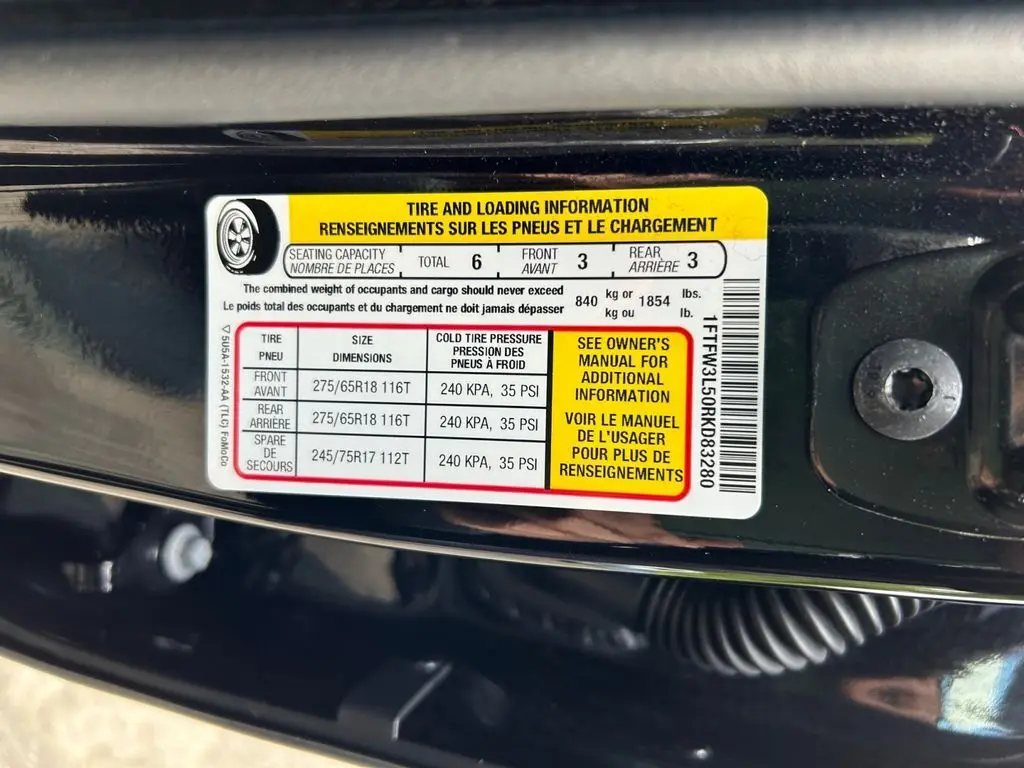 TIRE AND LOADING INFORMATION
RENSEIGNEMENTS SUR LES PNEUS ET LE CHARGEMENT
SEATING CAPACITY
NOMBRE DE PLACES
TOTAL 6
FRONT
AVANT
3
REAR
ARRIÈRE
3
The combined weight of occupants and cargo should never exceed
Le poids total des occupants et du chargement ne doit jamais dépasser
840
kg or
kg ou
1854
lbs.
lb.
TIRE
PNEU
SIZE
DIMENSIONS
COLD TIRE PRESSURE
PRESSION DES
PNEUS À FROID
FRONT
AVANT
275/65R18 116T
240 KPA, 35 PSI
REAR
ARRIÈRE
275/65R18 116T
240 KPA, 35 PSI
SPARE
DE
SECOURS
245/75R17 112T
240 KPA, 35 PSI
SEE OWNER'S
MANUAL FOR
ADDITIONAL
INFORMATION
VOIR LE MANUEL
DE L'USAGER
POUR PLUS DE
RENSEIGNEMENTS
5U5A-1532-AA (TLC) FoMoCo
1FTFW3L50RKD83280